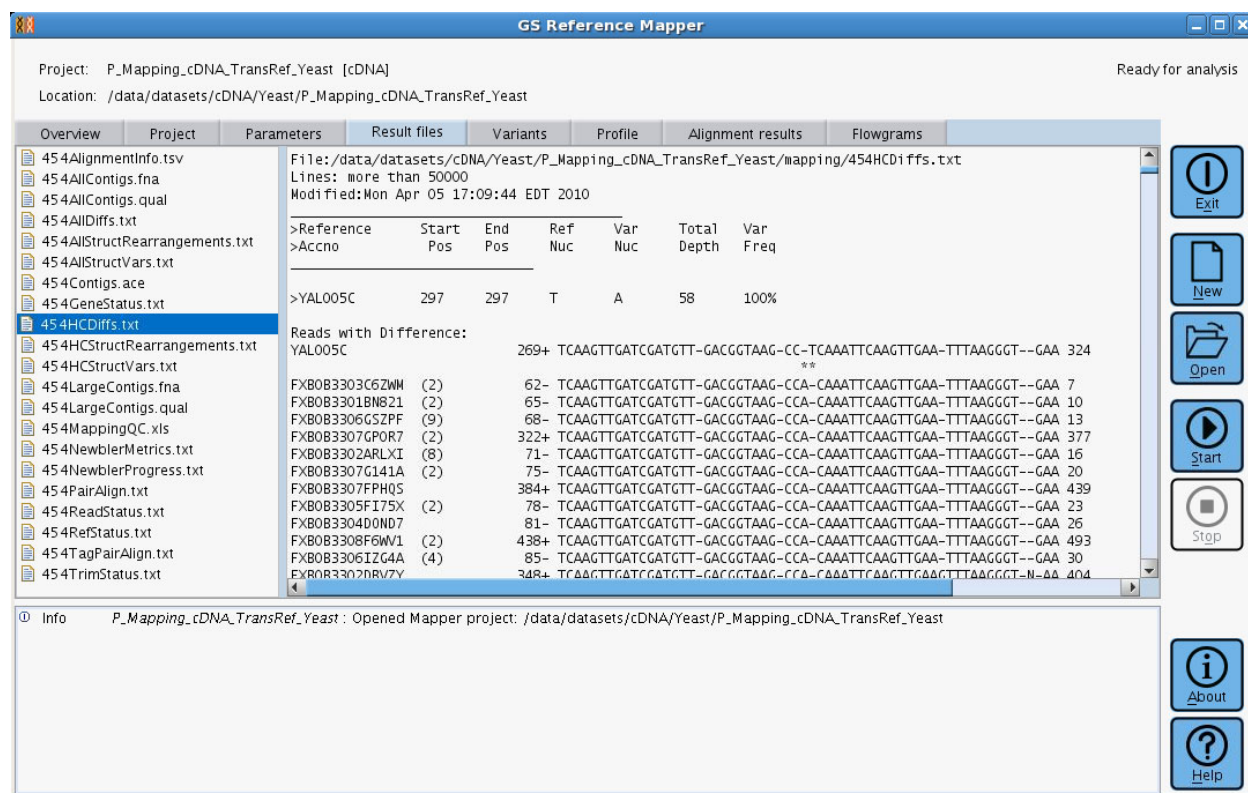 GS Reference Mapper
Project: P_Mapping_cDNA_TransRef_Yeast [cDNA]
Ready for analysis
Location: /data/datasets/cDNA/Yeast/P_Mapping_cDNA_TransRef_Yeast
Overview Project Parameters Result files Variants Profile Alignment results Flowgrams
454AlignmentInfo.tsv
454AllContigs.fna
454AllContigs.qual
454AllDiffs.txt
454AllStructRearrangements.txt
454AllStructVars.txt
454Contigs.ace
454GeneStatus.txt
454HCDiffs.txt
454HCStructRearrangements.txt
454HCStructVars.txt
454LargeContigs.fna
454LargeContigs.qual
454MappingQC.xls
454NewblerMetrics.txt
454NewblerProgress.txt
454PairAlign.txt
454ReadStatus.txt
454RefStatus.txt
454TagPairAlign.txt
454TrimStatus.txt
File:/data/datasets/cDNA/Yeast/P_Mapping_cDNA_TransRef_Yeast/mapping/454HCDiffs.txt
Lines: more than 50000
Modified:Mon Apr 05 17:09:44 EDT 2010
>Reference Start End Ref Var Total Var
>Accno Pos Pos Nuc Nuc Depth Freq
>YAL005C 297 297 T A 58 100%
Reads with Difference:
YAL005C 269+ TCAAGTTGATCGATGTT-GACGGTAAG-CC-TCAAATTCAAGTTGAA-TTTAAGGGT--GAA 324
**
FXB0B3303C6ZWM (2) 62- TCAAGTTGATCGATGTT-GACGGTAAG-CCA-CAAATTCAAGTTGAA-TTTAAGGGT--GAA 7
FXB0B3301BN821 (2) 65- TCAAGTTGATCGATGTT-GACGGTAAG-CCA-CAAATTCAAGTTGAA-TTTAAGGGT--GAA 10
FXB0B3306GSZPF (9) 68- TCAAGTTGATCGATGTT-GACGGTAAG-CCA-CAAATTCAAGTTGAA-TTTAAGGGT--GAA 13
FXB0B3307GPOR7 (2) 322+ TCAAGTTGATCGATGTT-GACGGTAAG-CCA-CAAATTCAAGTTGAA-TTTAAGGGT--GAA 377
FXB0B3302ARLXI (8) 71- TCAAGTTGATCGATGTT-GACGGTAAG-CCA-CAAATTCAAGTTGAA-TTTAAGGGT--GAA 16
FXB0B3307G141A (2) 75- TCAAGTTGATCGATGTT-GACGGTAAG-CCA-CAAATTCAAGTTGAA-TTTAAGGGT--GAA 20
FXB0B3307FPHQS 384+ TCAAGTTGATCGATGTT-GACGGTAAG-CCA-CAAATTCAAGTTGAA-TTTAAGGGT--GAA 439
FXB0B3305FI75X (2) 78- TCAAGTTGATCGATGTT-GACGGTAAG-CCA-CAAATTCAAGTTGAA-TTTAAGGGT--GAA 23
FXB0B3304D0ND7 81- TCAAGTTGATCGATGTT-GACGGTAAG-CCA-CAAATTCAAGTTGAA-TTTAAGGGT--GAA 26
FXB0B3308F6WV1 (2) 438+ TCAAGTTGATCGATGTT-GACGGTAAG-CCA-CAAATTCAAGTTGAA-TTTAAGGGT--GAA 493
FXB0B3306IZG4A (4) 85- TCAAGTTGATCGATGTT-GACGGTAAG-CCA-CAAATTCAAGTTGAA-TTTAAGGGT--GAA 30
FXB0B3302DBVZY 348+ TCAAGTTGATCGATGTT-GACGGTAAG-CCA-CAAATTCAAGTTGAAGTTTAAGGGT-N-AA 404
Exit
New
Open
Start
Stop
About
Help
Info P_Mapping_cDNA_TransRef_Yeast : Opened Mapper project: /data/datasets/cDNA/Yeast/P_Mapping_cDNA_TransRef_Yeast